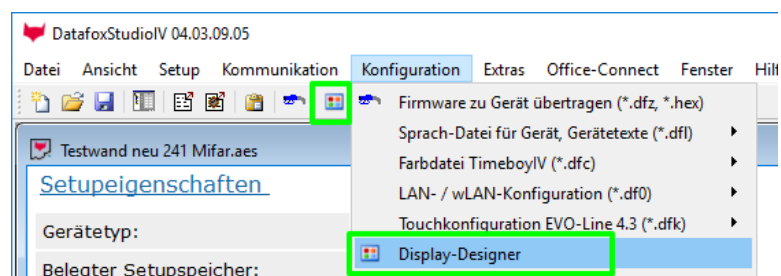 DatafoxStudioIV 04.03.09.05
Datei Ansicht Setup Kommunikation Konfiguration Extras Office-Connect Fenster Hilf
Firmware zu Gerät übertragen (*.dfz, *.hex)
Sprach-Datei für Gerät, Gerätetexte (*.dfl)
Testwand neu 241 Mifar.aes
Farbdatei TimeboyIV (*.dfc)
Setupeigenschaften
LAN- / wLAN-Konfiguration (*.df0)
Touchkonfiguration EVO-Line 4.3 (*.dfk)
Gerätetyp:
Display-Designer
Belegter Setupspeicher: